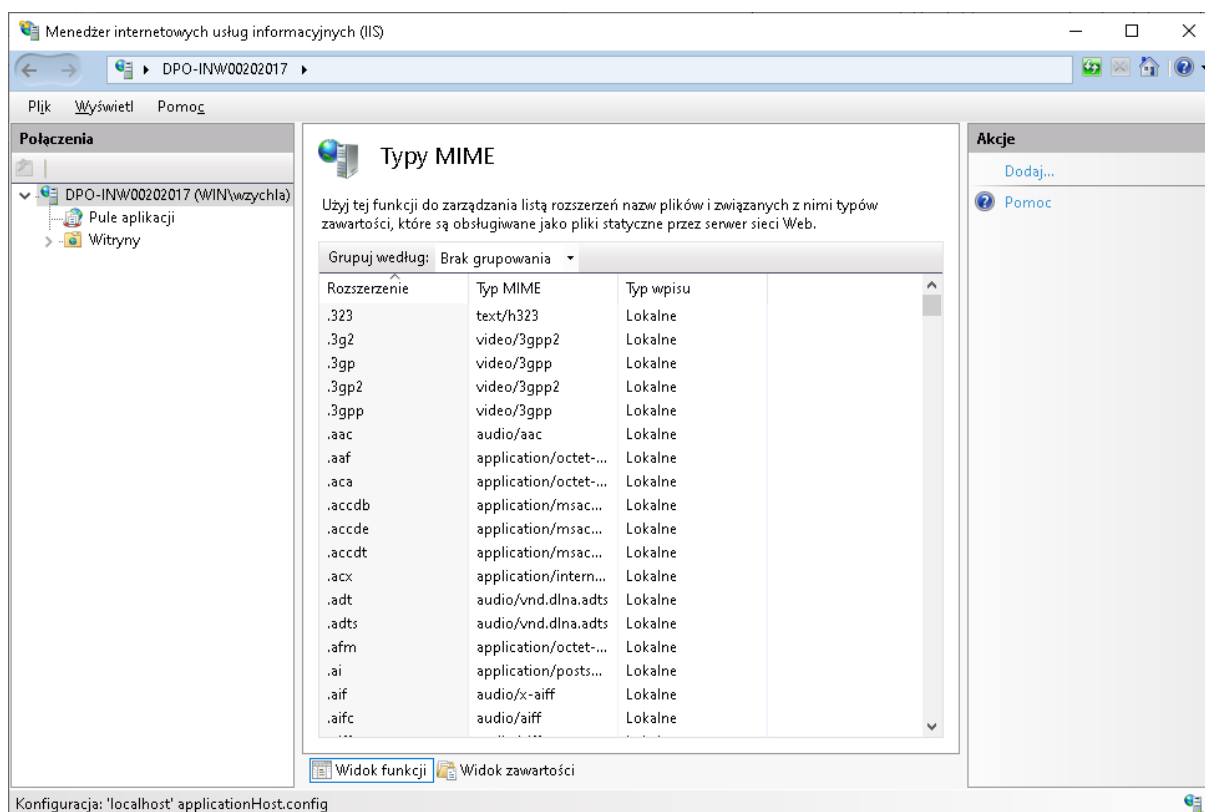 Menedżer internetowych usług informacyjnych (IIS)
DPO-INW00202017
Plik Wyświetl Pomoc
Połączenia
DPO-INW00202017 (WIN\wzychla)
Pule aplikacji
Witryny
Typy MIME
Użyj tej funkcji do zarządzania listą rozszerzeń nazw plików i związanych z nimi typów
zawartości, które są obsługiwane jako pliki statyczne przez serwer sieci Web.
Grupuj według: Brak grupowania
Rozszerzenie Typ MIME Typ wpisu
.323 text/h323 Lokalne
.3g2 video/3gpp2 Lokalne
.3gp video/3gpp Lokalne
.3gp2 video/3gpp2 Lokalne
.3gpp video/3gpp Lokalne
.aac audio/aac Lokalne
.aaf application/octet-... Lokalne
.aca application/octet-... Lokalne
.accdb application/msac... Lokalne
.accde application/msac... Lokalne
.accdt application/msac... Lokalne
.acx application/intern... Lokalne
.adt audio/vnd.dlna.adts Lokalne
.adts audio/vnd.dlna.adts Lokalne
.afm application/octet-... Lokalne
.ai application/posts... Lokalne
.aif audio/x-aiff Lokalne
.aifc audio/aiff Lokalne
Widok funkcji Widok zawartości
Akcje
Dodaj...
Pomoc
Konfiguracja: 'localhost' applicationHost.config